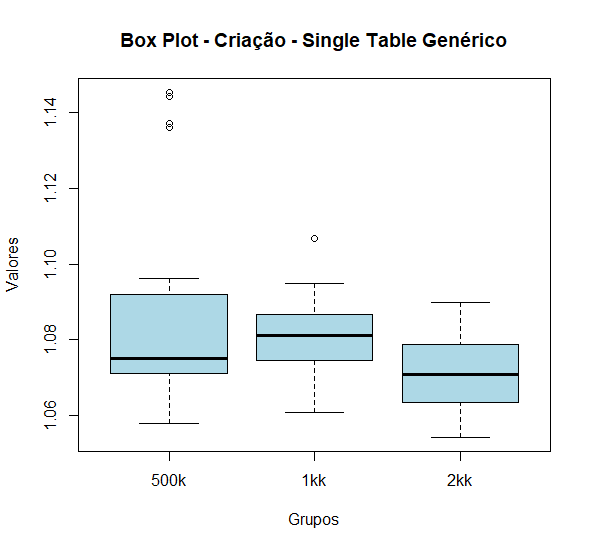 Box Plot - Criação - Single Table Genérico
Valores
1.14
1.12
1.10
1.08
1.06
500k
1kk
2kk
Grupos